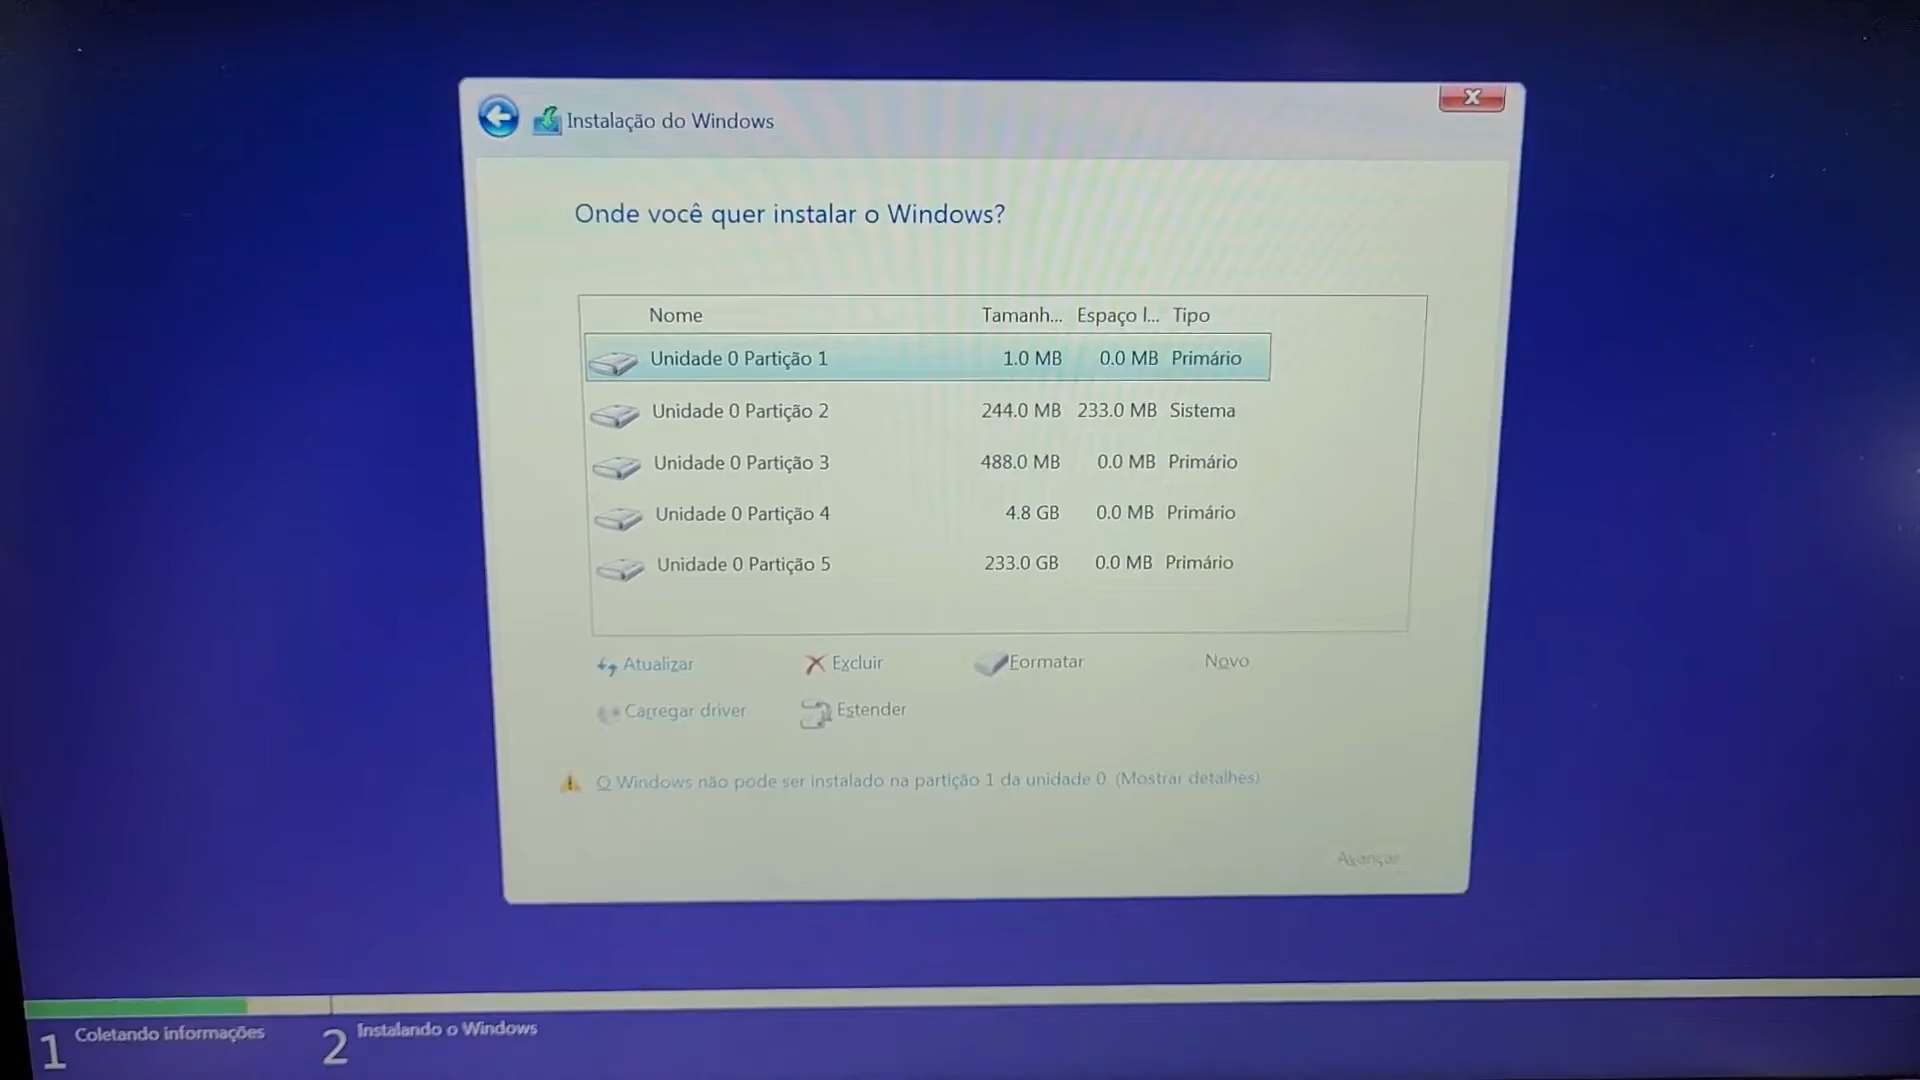 Instalação do Windows
Onde você quer instalar o Windows?
Nome Tamanh... Espaço l... Tipo
Unidade 0 Partição 1 1.0 MB 0.0 MB Primário
Unidade 0 Partição 2 244.0 MB 233.0 MB Sistema
Unidade 0 Partição 3 488.0 MB 0.0 MB Primário
Unidade 0 Partição 4 4.8 GB 0.0 MB Primário
Unidade 0 Partição 5 233.0 GB 0.0 MB Primário
Atualizar Excluir Formatar Novo
Carregar driver Estender
O Windows não pode ser instalado na partição 1 da unidade 0. (Mostrar detalhes)
Avançar
1 Coletando informações 2 Instalando o Windows